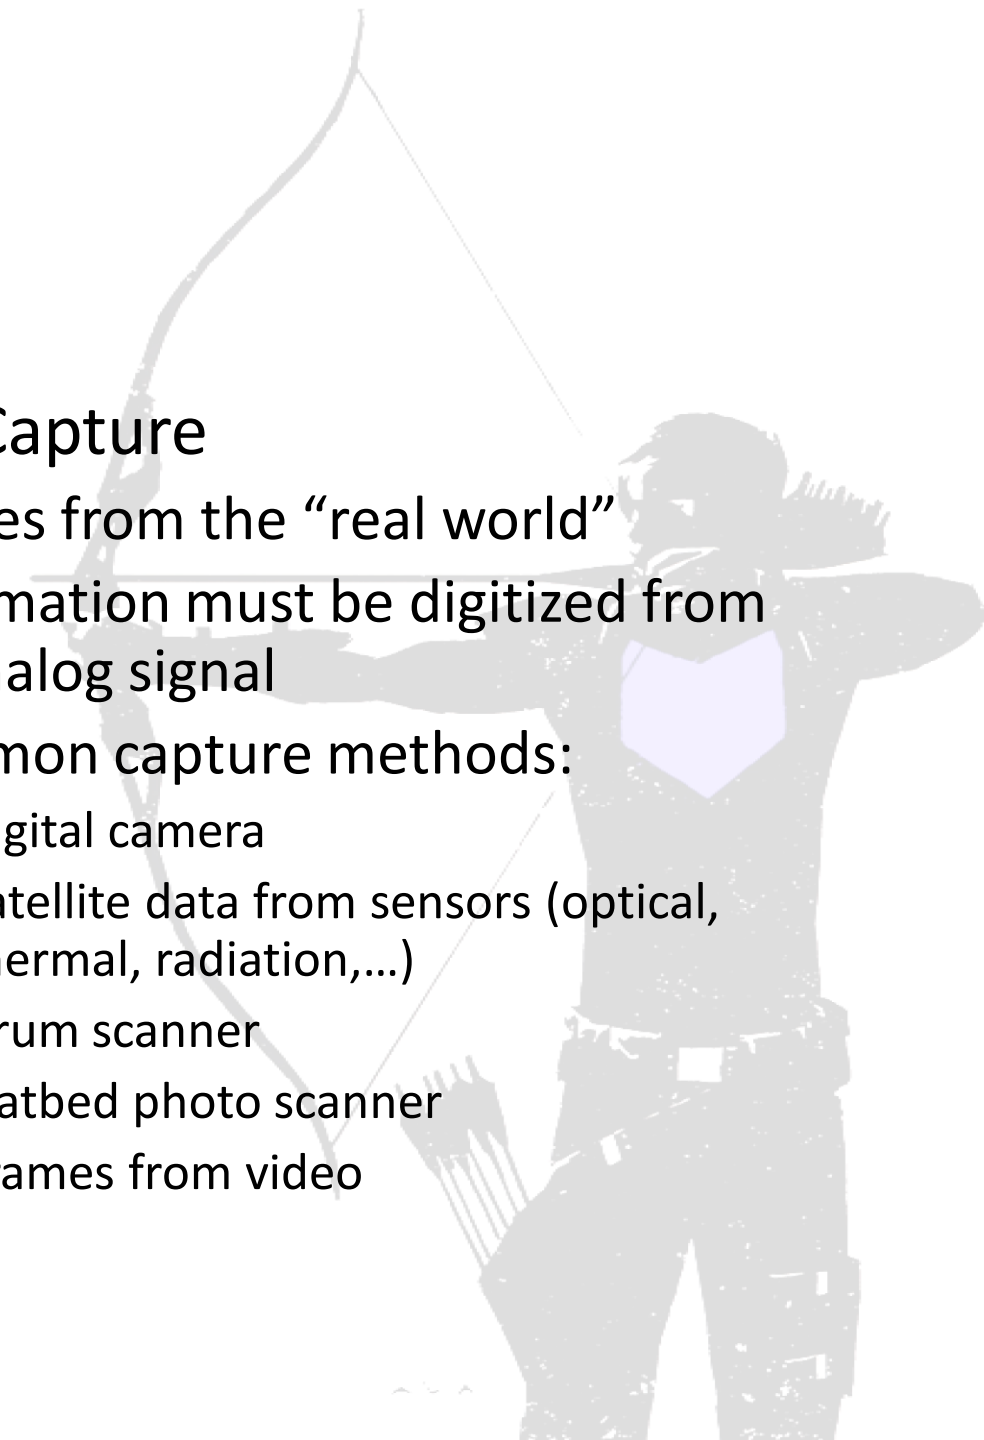 Capture
es from the “real world”
mation must be digitized from
alog signal
mon capture methods:
gital camera
atellite data from sensors (optical,
ermal, radiation,...)
rum scanner
atbed photo scanner
ames from video